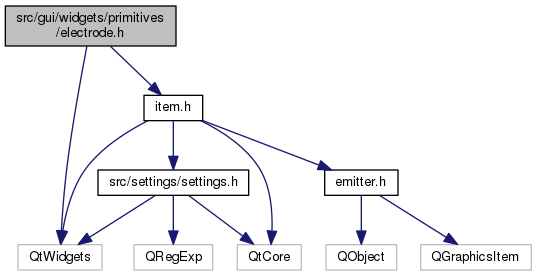 src/gui/widgets/primitives
/electrode.h
item.h
src/settings/settings.h
emitter.h
QtWidgets
QRegExp
QtCore
QObject
QGraphicsItem